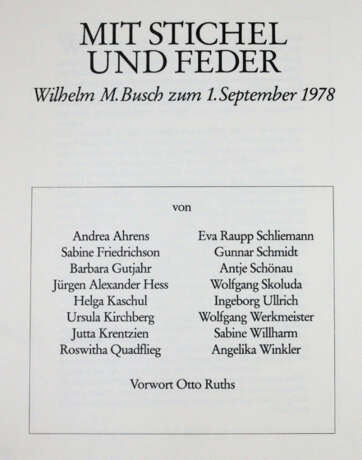 MIT STICHEL
UND FEDER
Wilhelm M. Busch zum 1. September 1978
von
Andrea Ahrens
Sabine Friedrichson
Barbara Gutjahr
Jürgen Alexander Hess
Helga Kaschul
Ursula Kirchberg
Jutta Krentzien
Roswitha Quadflieg
Eva Raupp Schliemann
Gunnar Schmidt
Antje Schönau
Wolfgang Skoluda
Ingeborg Ullrich
Wolfgang Werkmeister
Sabine Willharm
Angelika Winkler
Vorwort Otto Ruths